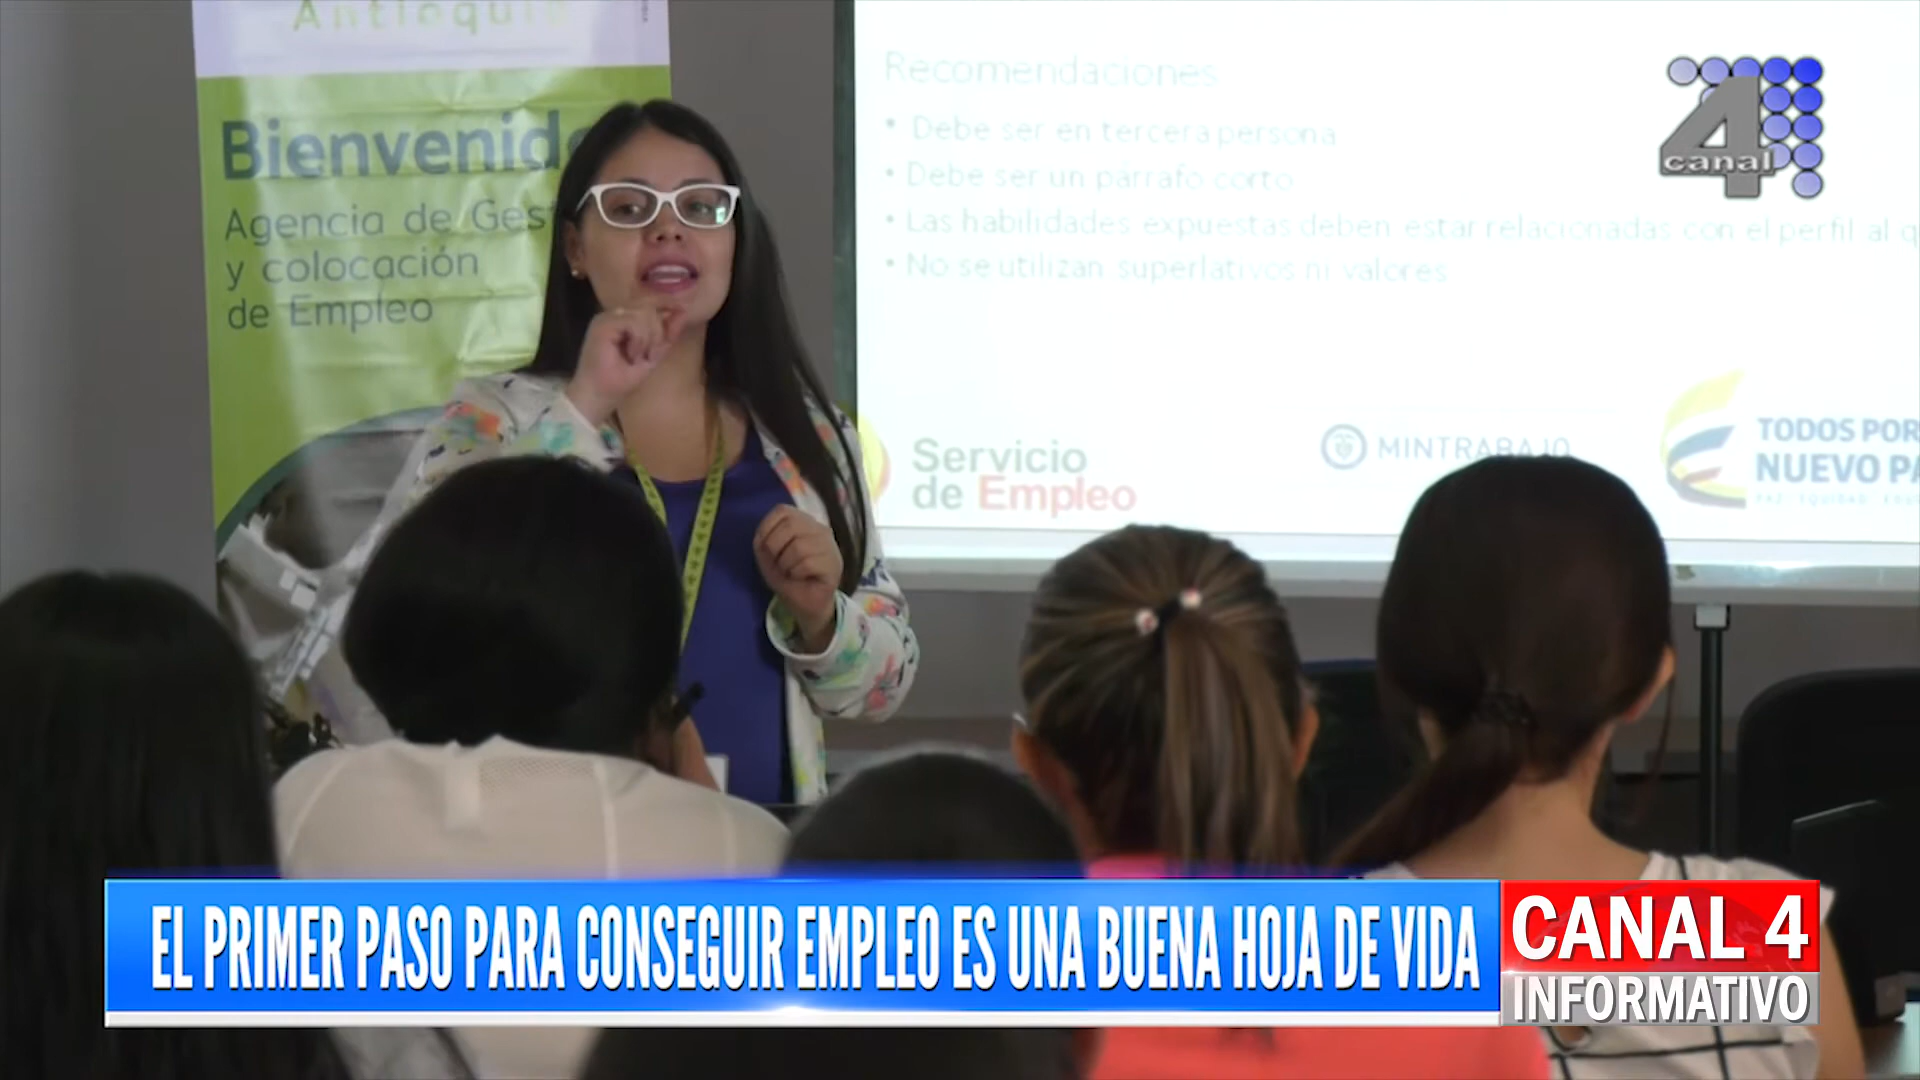 Antioquia
Bienvenido
Agencia de Gest
y colocación
de Empleo
Recomendaciones
• Debe ser en tercera persona
• Debe ser un párrafo corto
• Las habilidades expuestas deben estar relacionadas con el perfil al q
• No se utilizan superlativos ni valores
Servicio
de Empleo
MINTRABAJO
TODOS POR
NUEVO PA
4
canal
EL PRIMER PASO PARA CONSEGUIR EMPLEO ES UNA BUENA HOJA DE VIDA
CANAL 4
INFORMATIVO